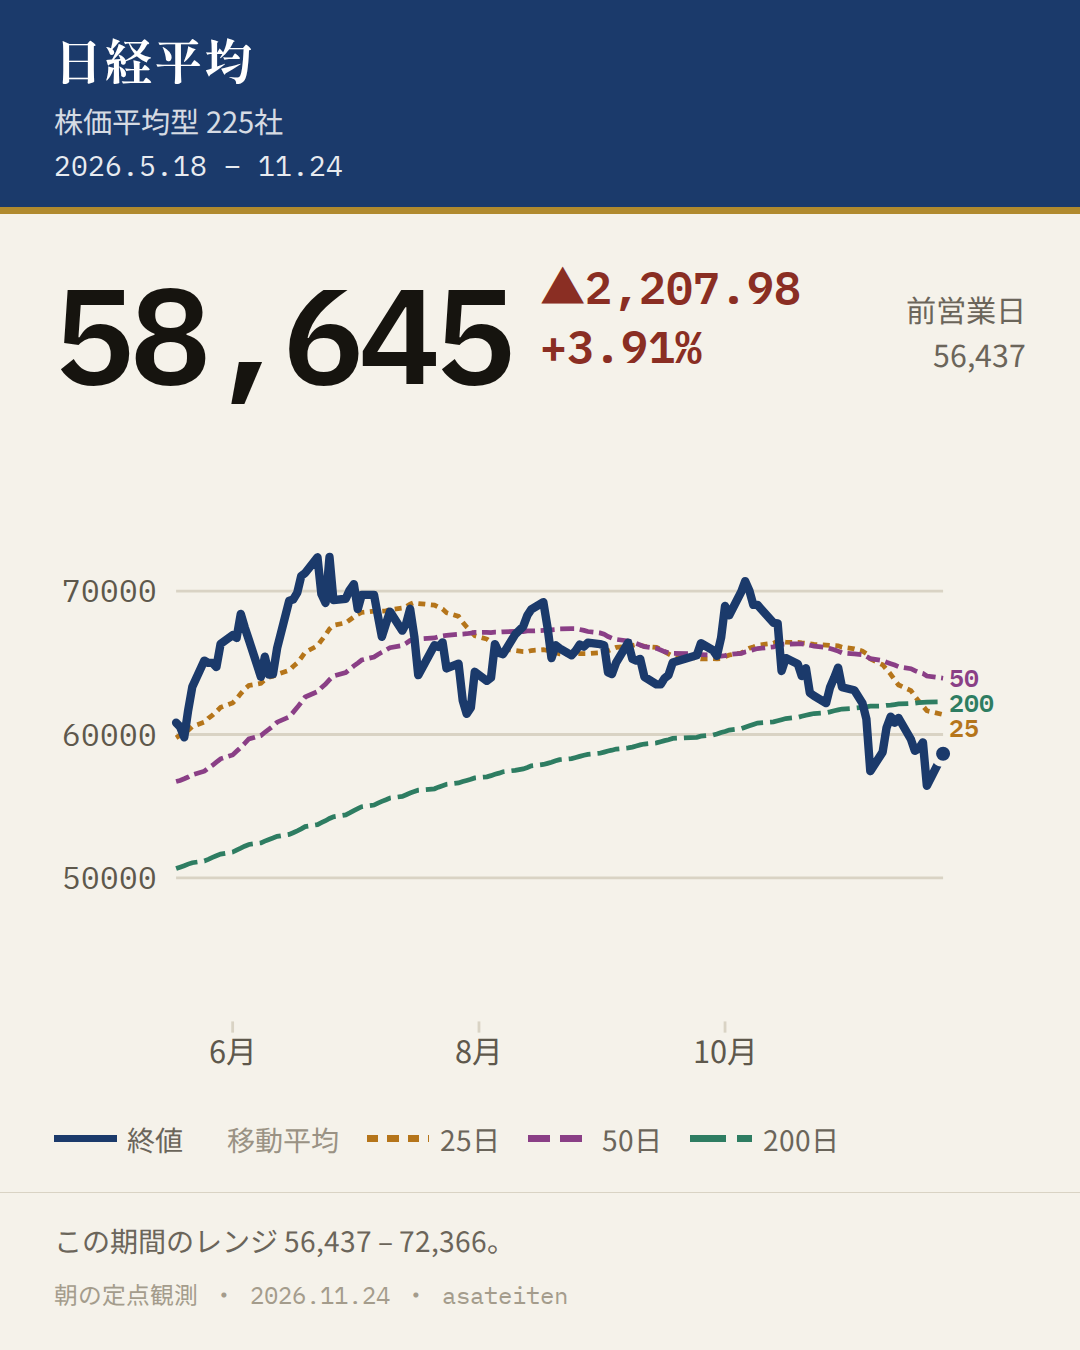 日経平均
株価平均型 225社
2026.5.18 – 11.24
58,645
▲2,207.98
+3.91%
前営業日
56,437
70000
60000
50000
50
200
25
6月
8月
10月
終値
移動平均
25日
50日
200日
この期間のレンジ 56,437 – 72,366。
朝の定点観測 ・ 2026.11.24 ・ asateiten